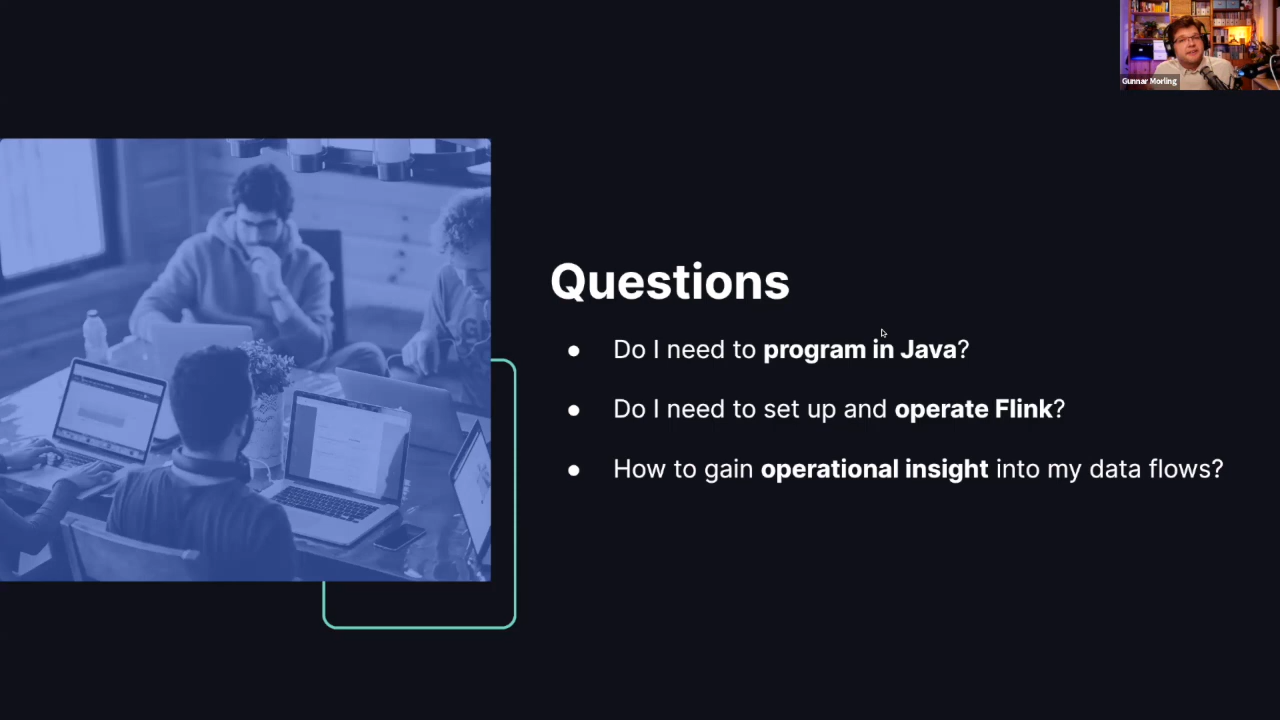 Gunnar Morling
Questions
● Do I need to program in Java?
● Do I need to set up and operate Flink?
● How to gain operational insight into my data flows?